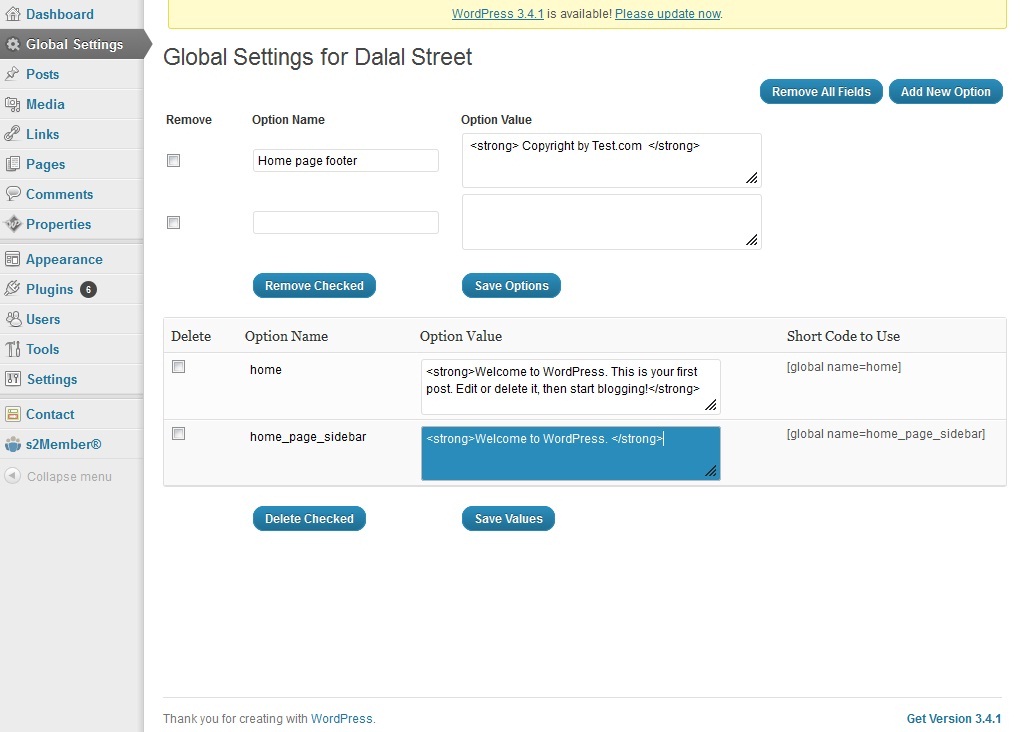 WordPress 3.4.1 is available! Please update now.
Dashboard
Global Settings
Posts
Media
Links
Pages
Comments
Properties
Appearance
Plugins 6
Users
Tools
Settings
Contact
s2Member®
Collapse menu
Global Settings for Dalal Street
Remove All Fields Add New Option
Remove Option Name Option Value
Home page footer <strong> Copyright by Test.com </strong>
Remove Checked Save Options
Delete Option Name Option Value Short Code to Use
home <strong>Welcome to WordPress. This is your first [global name=home]
post. Edit or delete it, then start blogging!</strong>
home_page_sidebar <strong>Welcome to WordPress. </strong> [global name=home_page_sidebar]
Delete Checked Save Values
Thank you for creating with WordPress. Get Version 3.4.1